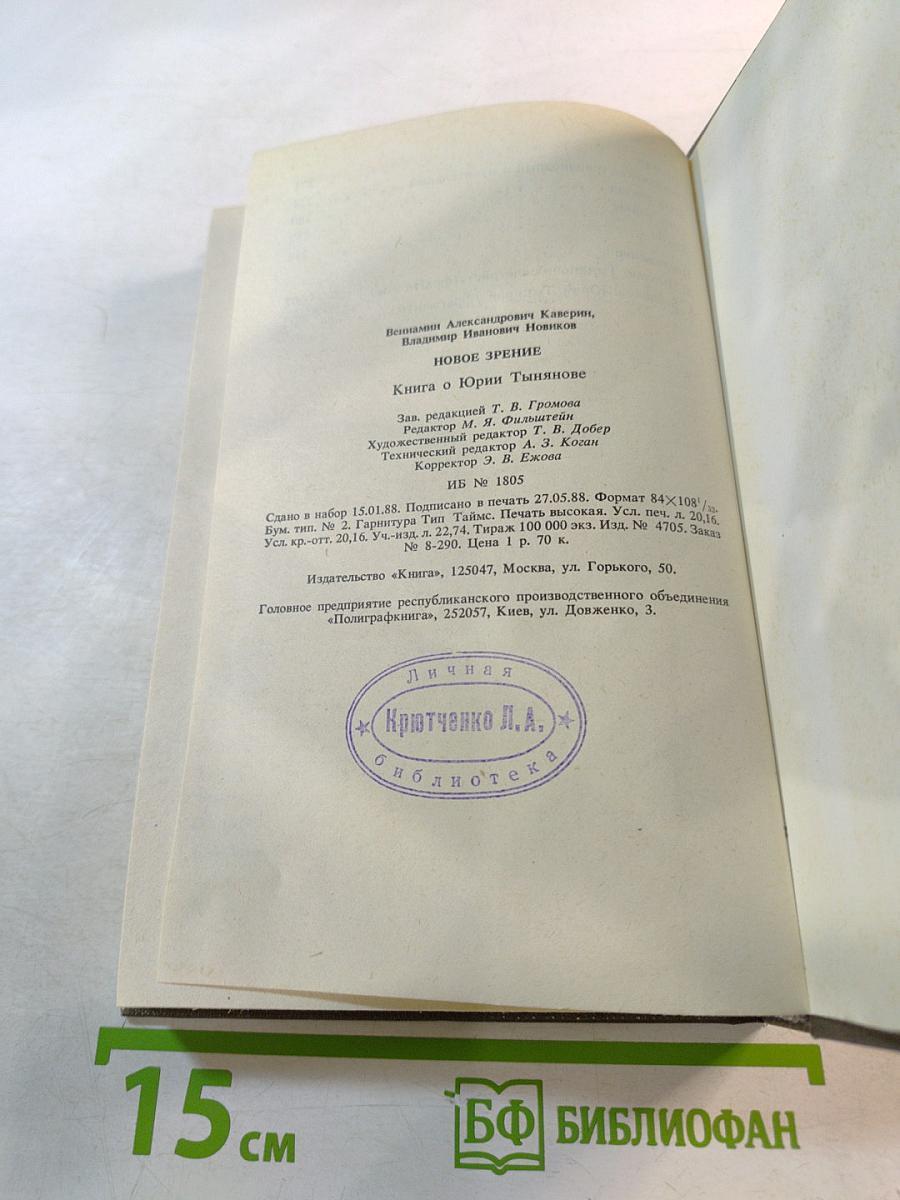 Вениамин Александрович Каверин,
Владимир Иванович Новиков
НОВОЕ ЗРЕНИЕ
Книга о Юрии Тынянове
Зав. редакцией Т. В. Громова
Редактор М. Я. Фильштейн
Художественный редактор Т. В. Добер
Технический редактор А. З. Коган
Корректор Э. В. Ежова
ИБ № 1805
Сдано в набор 15.01.88. Подписано в печать 27.05.88. Формат 84×108¹/₃₂.
Бум. тип. № 2. Гарнитура Тип Таймс. Печать высокая. Усл. печ. л. 20,16.
Усл. кр.-отт. 20,16. Уч.-изд. л. 22,74. Тираж 100 000 экз. Изд. № 4705. Заказ
№ 8-290. Цена 1 р. 70 к.
Издательство «Книга», 125047, Москва, ул. Горького, 50.
Головное предприятие республиканского производственного объединения
«Полиграфкнига», 252057, Киев, ул. Довженко, 3.
Личная
Крютченко Л.А.
библиотека
15 см
БФ БИБЛИОФАН